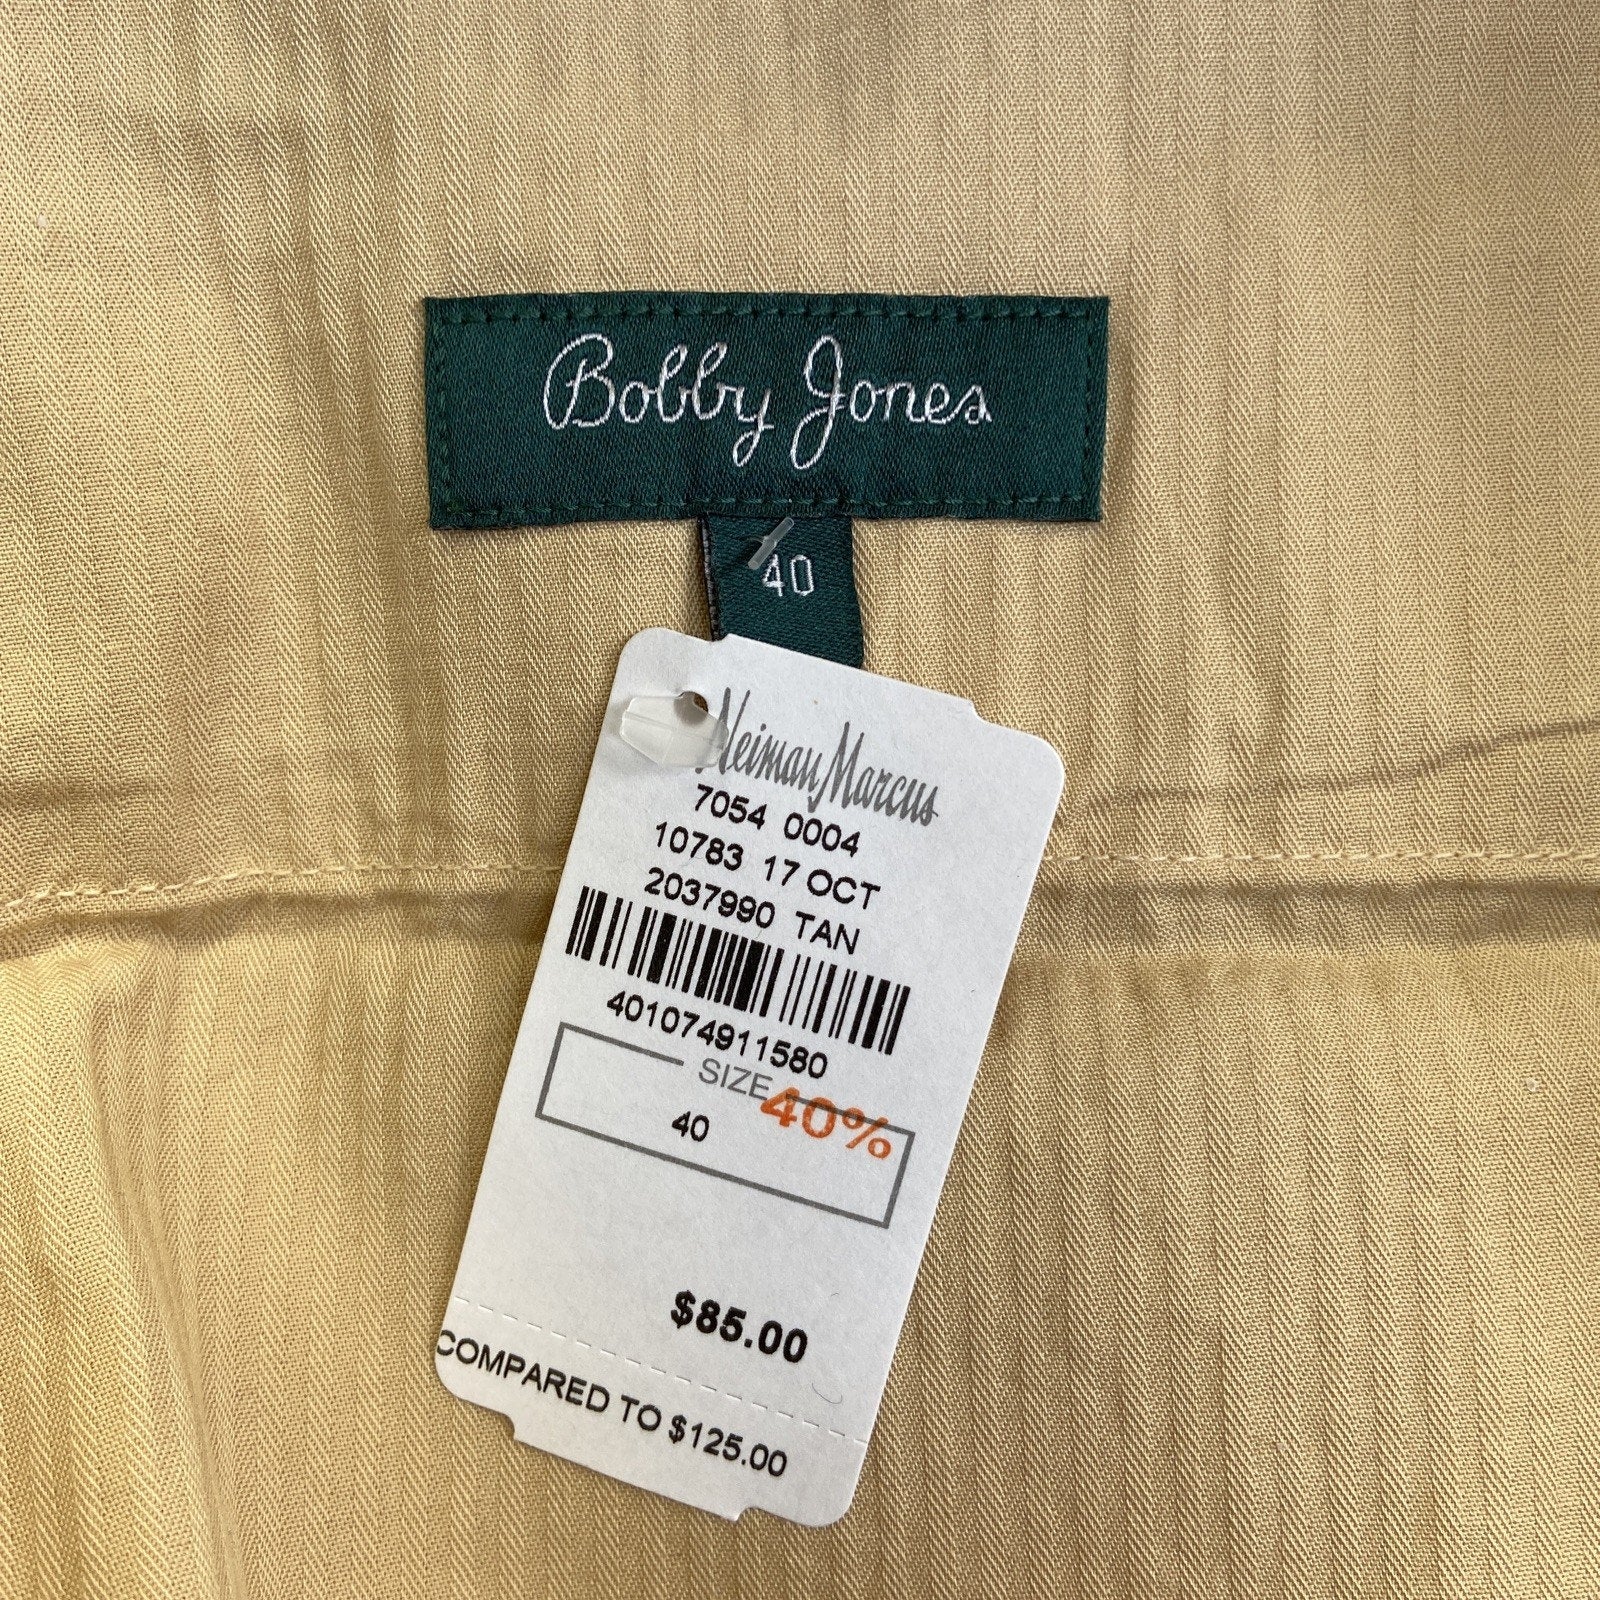 Bobby Jones
40
Neiman Marcus
7054 0004
10783 17 OCT
2037990 TAN
401074911580
SIZE
40%
40
$85.00
COMPARED TO $125.00